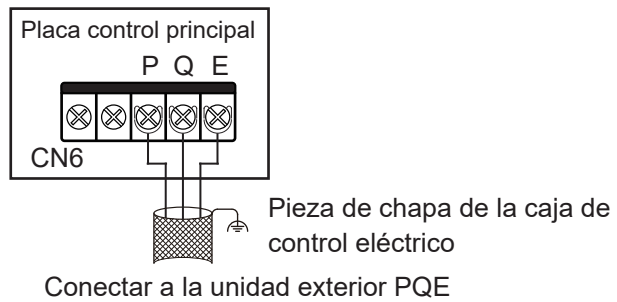 Placa control principal
P Q E
CN6
Pieza de chapa de la caja de
control eléctrico
Conectar a la unidad exterior PQE